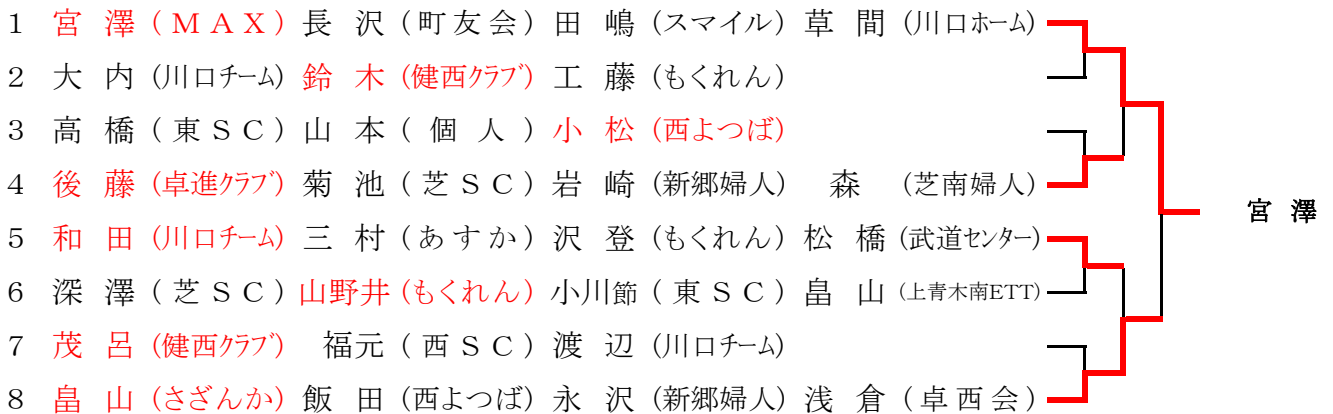 1 宮 澤 (ＭＡＸ) 長 沢 (町友会) 田 嶋 (スマイル) 草 間 (川口ホーム)
2 大 内 (川口チーム) 鈴 木 (健西クラブ) 工 藤 (もくれん)
3 高 橋 (東ＳＣ) 山 本 (個人) 小 松 (西よつば)
4 後 藤 (卓進クラブ) 菊 池 (芝ＳＣ) 岩 崎 (新郷婦人) 森 (芝南婦人)
宮 澤
5 和 田 (川口チーム) 三 村 (あすか) 沢 登 (もくれん) 松 橋 (武道センター)
6 深 澤 (芝ＳＣ) 山野井 (もくれん) 小川節 (東ＳＣ) 畠 山 (上青木南ETT)
7 茂 呂 (健西クラブ) 福元 (西ＳＣ) 渡 辺 (川口チーム)
8 畠 山 (さざんか) 飯 田 (西よつば) 永 沢 (新郷婦人) 浅 倉 (卓西会)